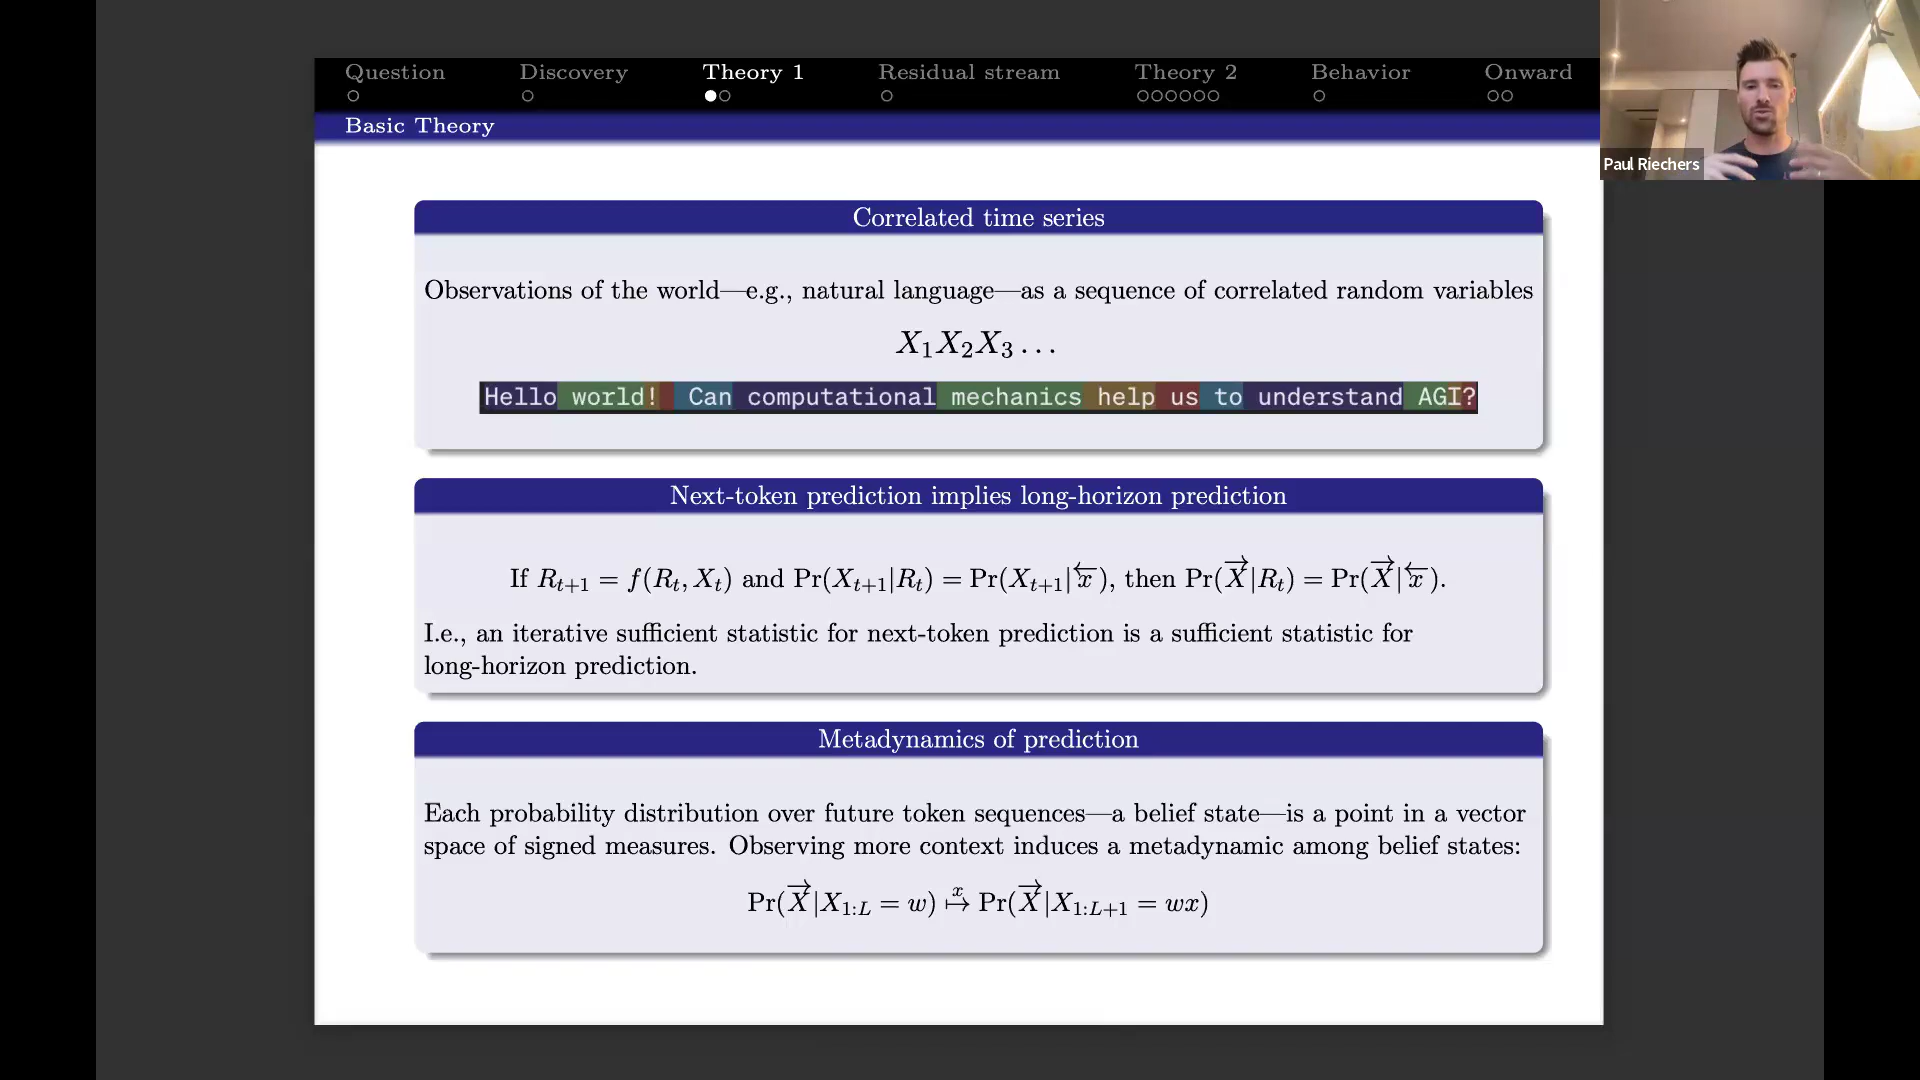 Question Discovery Theory 1 Residual stream Theory 2 Behavior Onward
Basic Theory
Paul Riechers
Correlated time series
Observations of the world—e.g., natural language—as a sequence of correlated random variables
X₁X₂X₃ . . .
Hello world! Can computational mechanics help us to understand AGI?
Next-token prediction implies long-horizon prediction
If Rₜ₊₁ = f(Rₜ, Xₜ) and Pr(Xₜ₊₁|Rₜ) = Pr(Xₜ₊₁|x⃖), then Pr(X⃗|Rₜ) = Pr(X⃗|x⃖).
I.e., an iterative sufficient statistic for next-token prediction is a sufficient statistic for
long-horizon prediction.
Metadynamics of prediction
Each probability distribution over future token sequences—a belief state—is a point in a vector
space of signed measures. Observing more context induces a metadynamic among belief states:
Pr(X⃗|X_{1:L} = w) ↦ˣ Pr(X⃗|X_{1:L+1} = wx)